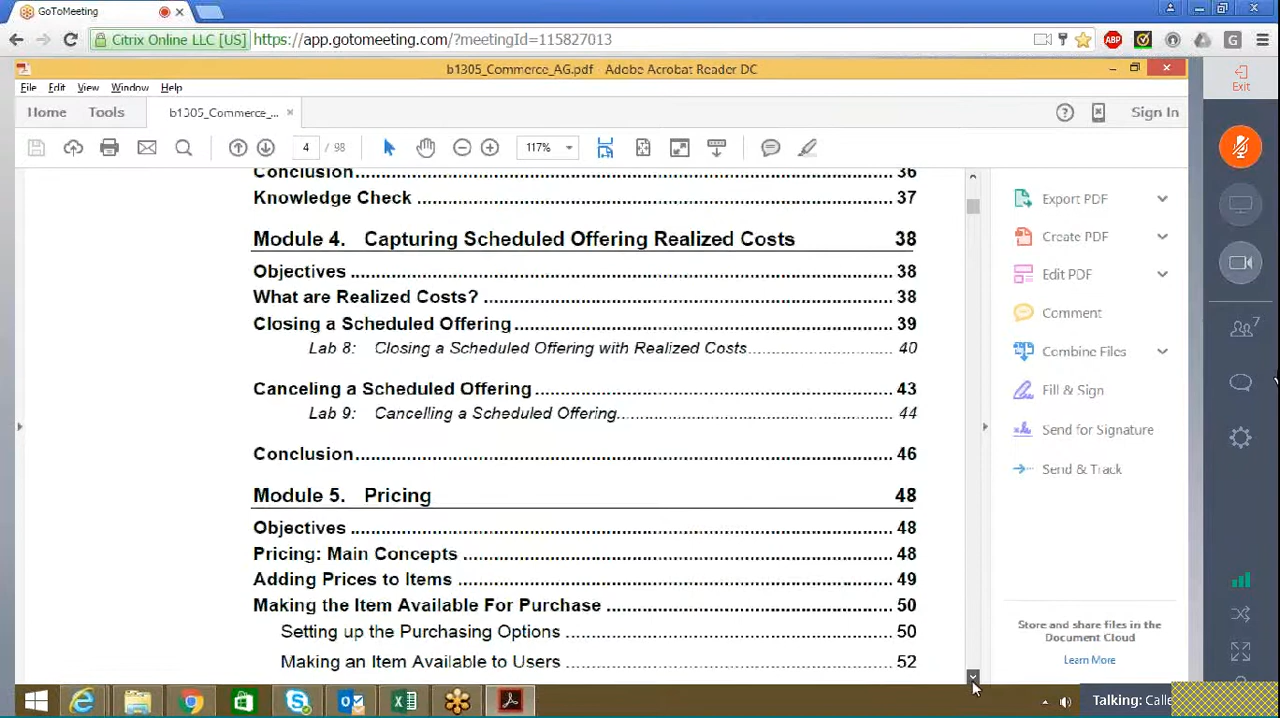 GoToMeeting
Citrix Online LLC [US] https://app.gotomeeting.com/?meetingId=115827013
ABP
G
b1305_Commerce_AG.pdf - Adobe Acrobat Reader DC
File Edit View Window Help
Exit
Home Tools b1305_Commerce_... Sign In
4 / 98 117%
Conclusion 36
Knowledge Check 37
Module 4. Capturing Scheduled Offering Realized Costs 38
Objectives 38
What are Realized Costs? 38
Closing a Scheduled Offering 39
Lab 8: Closing a Scheduled Offering with Realized Costs 40
Canceling a Scheduled Offering 43
Lab 9: Cancelling a Scheduled Offering 44
Conclusion 46
Module 5. Pricing 48
Objectives 48
Pricing: Main Concepts 48
Adding Prices to Items 49
Making the Item Available For Purchase 50
Setting up the Purchasing Options 50
Making an Item Available to Users 52
Export PDF
Create PDF
Edit PDF
Comment
Combine Files
Fill & Sign
Send for Signature
Send & Track
Store and share files in the
Document Cloud
Learn More
7
Talking: Calle